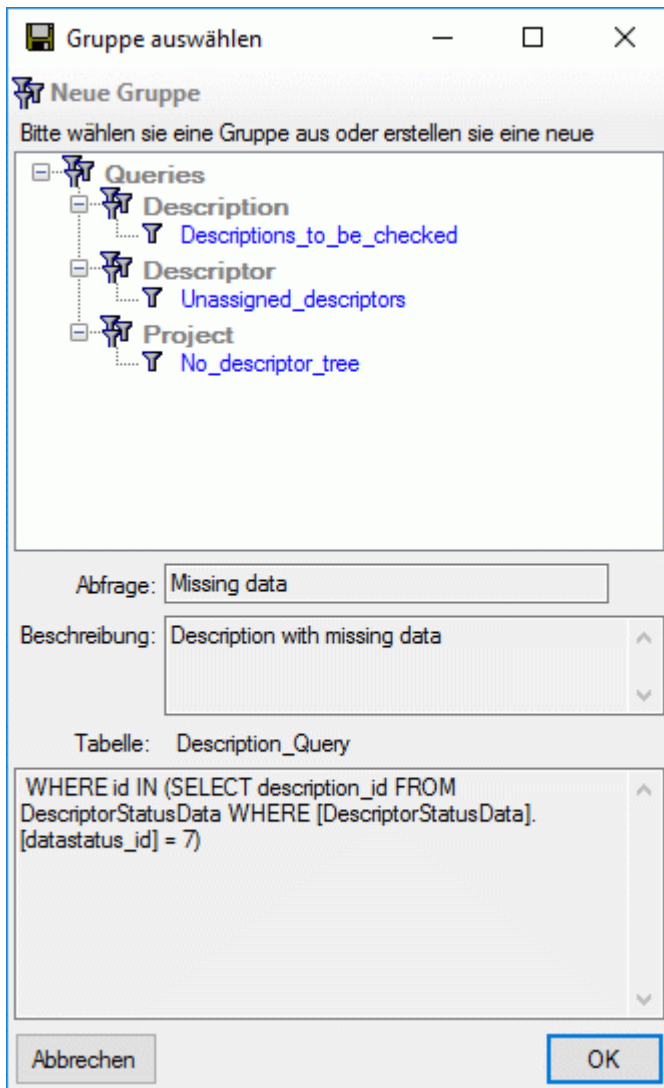 Gruppe auswählen
Neue Gruppe
Bitte wählen sie eine Gruppe aus oder erstellen sie eine neue
Queries
Description
Descriptions_to_be_checked
Descriptor
Unassigned_descriptors
Project
No_descriptor_tree
Abfrage: Missing data
Beschreibung: Description with missing data
Tabelle: Description_Query
WHERE id IN (SELECT description_id FROM
DescriptorStatusData WHERE [DescriptorStatusData].
[datastatus_id] = 7)
Abbrechen OK